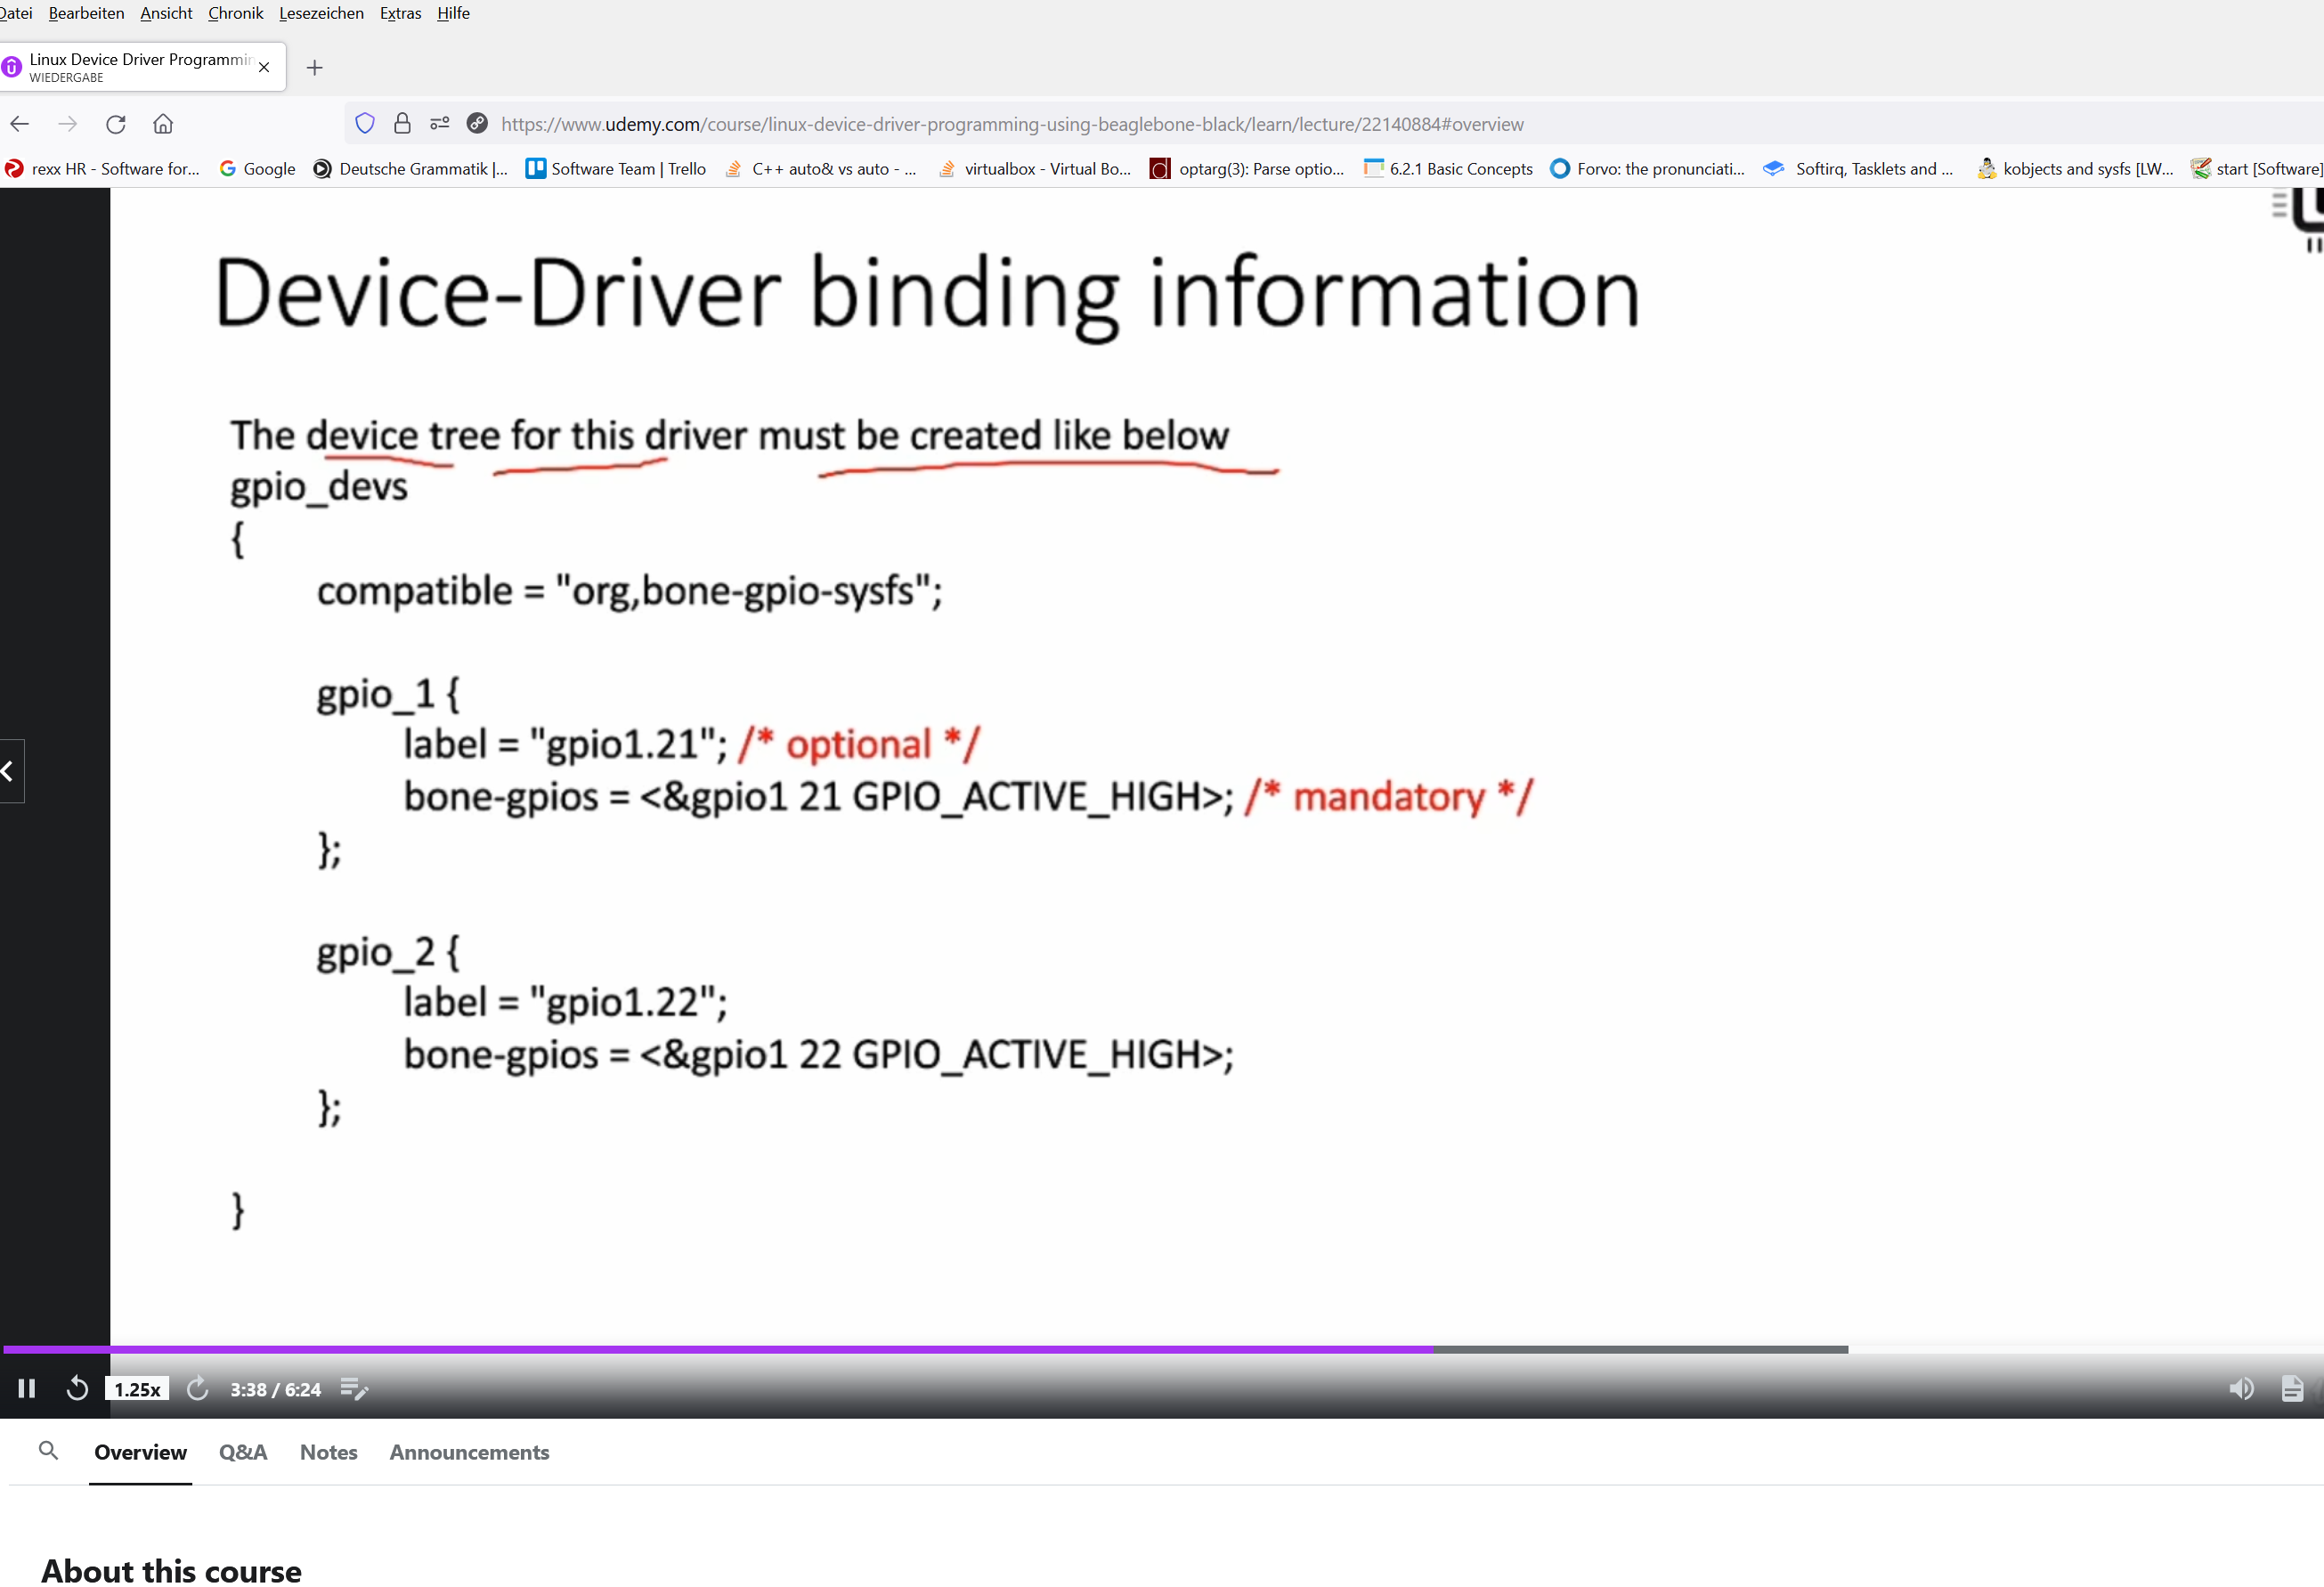 Datei Bearbeiten Ansicht Chronik Lesezeichen Extras Hilfe
Linux Device Driver Programmin
WIEDERGABE
https://www.udemy.com/course/linux-device-driver-programming-using-beaglebone-black/learn/lecture/22140884#overview
rexx HR - Software for... Google Deutsche Grammatik |... Software Team | Trello C++ auto& vs auto - ... virtualbox - Virtual Bo... optarg(3): Parse optio... 6.2.1 Basic Concepts Forvo: the pronunciati... Softirq, Tasklets and ... kobjects and sysfs [LW... start [Software]
Device-Driver binding information
The device tree for this driver must be created like below
gpio_devs
{
compatible = "org,bone-gpio-sysfs";
gpio_1 {
label = "gpio1.21"; /* optional */
bone-gpios = <&gpio1 21 GPIO_ACTIVE_HIGH>; /* mandatory */
};
gpio_2 {
label = "gpio1.22";
bone-gpios = <&gpio1 22 GPIO_ACTIVE_HIGH>;
};
}
1.25x 3:38 / 6:24
Overview Q&A Notes Announcements
About this course